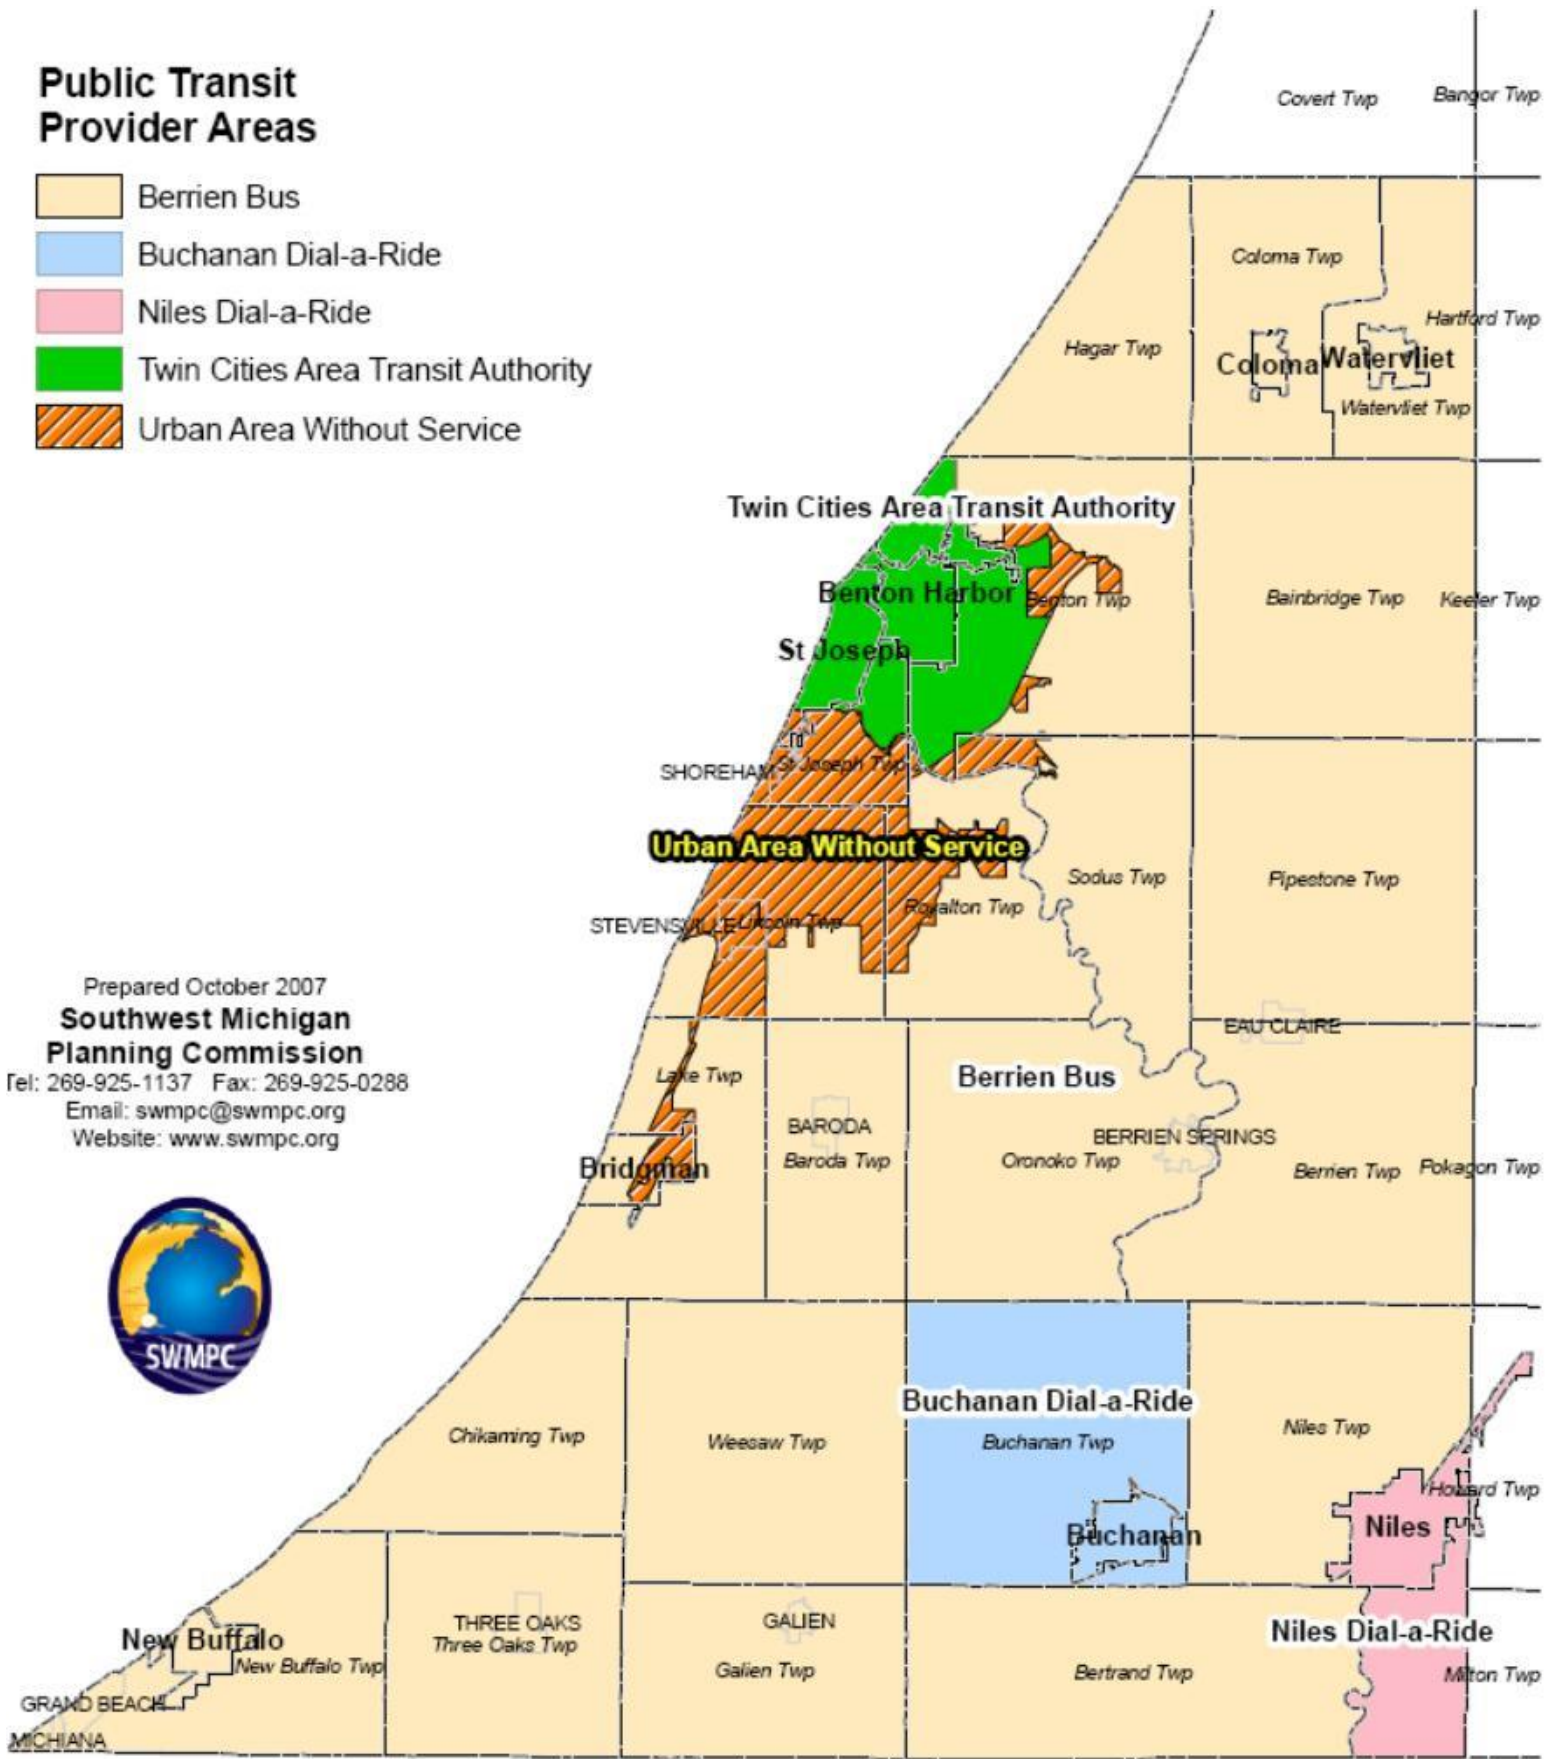 Public Transit
Provider Areas
Berrien Bus
Buchanan Dial-a-Ride
Niles Dial-a-Ride
Twin Cities Area Transit Authority
Urban Area Without Service
Covert Twp
Bangor Twp
Coloma Twp
Hartford Twp
Hagar Twp
Coloma
Watervliet
Watervliet Twp
Twin Cities Area Transit Authority
Benton Harbor
Benton Twp
Bainbridge Twp
Keeler Twp
St Joseph
SHOREHAM
St Joseph Twp
Urban Area Without Service
Sodus Twp
Pipestone Twp
Royalton Twp
STEVENSVILLE
Lincoln Twp
Prepared October 2007
Southwest Michigan
Planning Commission
Tel: 269-925-1137 Fax: 269-925-0288
Email: swmpc@swmpc.org
Website: www.swmpc.org
SWMPC
EAU CLAIRE
Lake Twp
Berrien Bus
BARODA
Baroda Twp
BERRIEN SPRINGS
Oronoko Twp
Berrien Twp
Pokagon Twp
Bridgman
Buchanan Dial-a-Ride
Chikaming Twp
Weesaw Twp
Buchanan Twp
Niles Twp
Howard Twp
Buchanan
Niles
New Buffalo
New Buffalo Twp
THREE OAKS
Three Oaks Twp
GALIEN
Galien Twp
Niles Dial-a-Ride
Bertrand Twp
Milton Twp
GRAND BEACH
MICHIANA